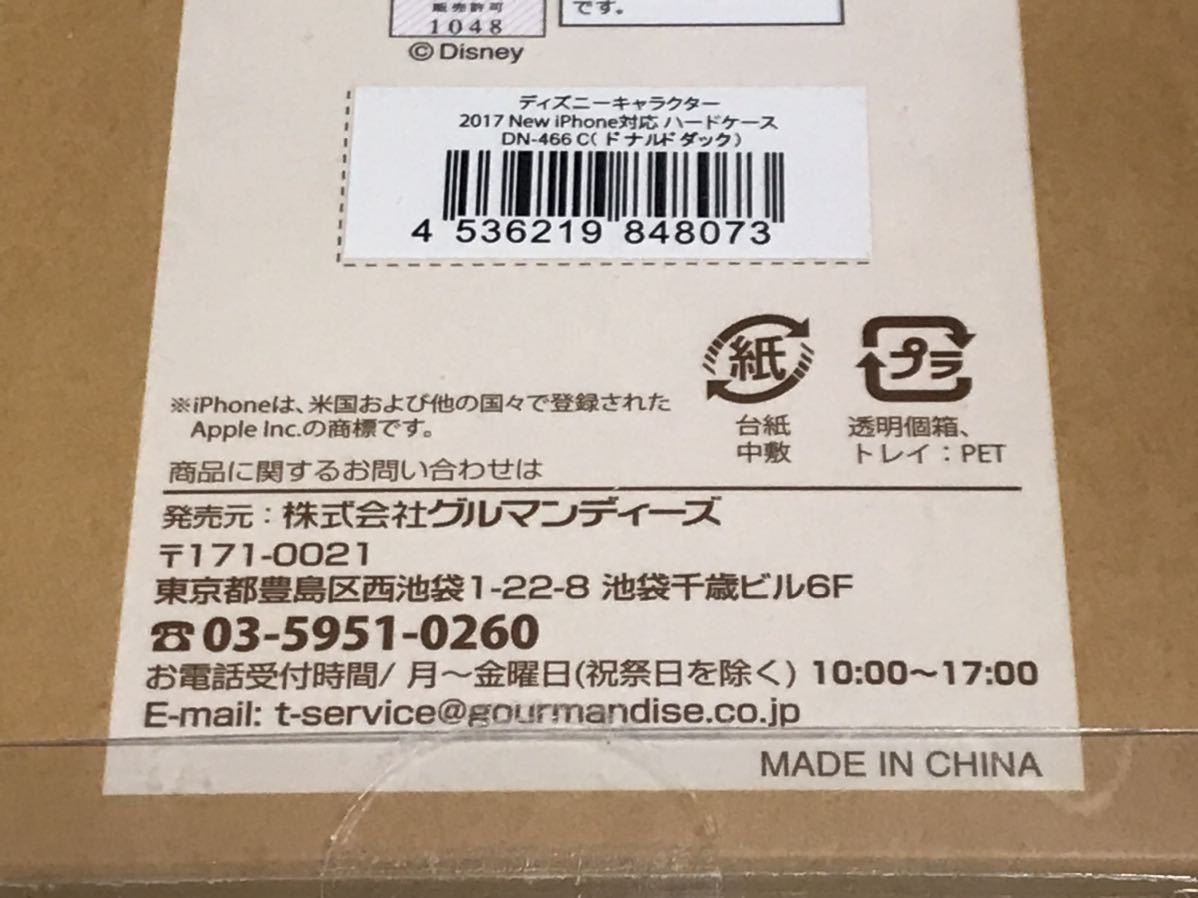 販売許可
1048
です。
© Disney
ディズニーキャラクター
2017 New iPhone対応 ハードケース
DN-466 C(ドナルドダック)
4 536219 848073
紙
プラ
台紙
中敷
透明個箱、
トレイ：PET
※iPhoneは、米国および他の国々で登録された
Apple Inc.の商標です。
商品に関するお問い合わせは
発売元：株式会社グルマンディーズ
〒171-0021
東京都豊島区西池袋1-22-8 池袋千歳ビル6F
☎03-5951-0260
お電話受付時間/ 月～金曜日(祝祭日を除く) 10:00～17:00
E-mail: t-service@gourmandise.co.jp
MADE IN CHINA